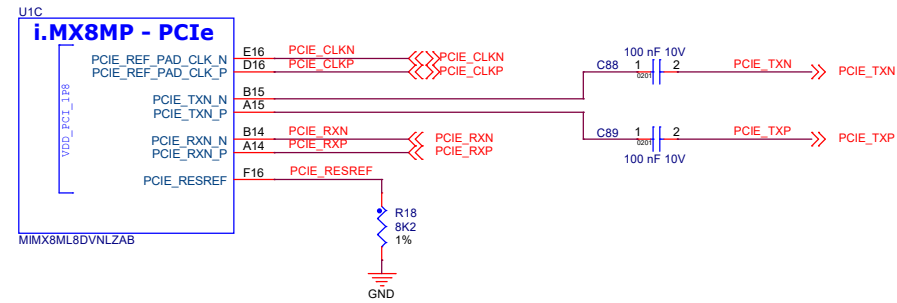 U1C
i.MX8MP - PCIe
VDD_PCI_1P8
PCIE_REF_PAD_CLK_N E16 PCIE_CLKN PCIE_CLKN
PCIE_REF_PAD_CLK_P D16 PCIE_CLKP PCIE_CLKP
100 nF 10V
C88 1 2 PCIE_TXN PCIE_TXN
0201
PCIE_TXN_N B15
PCIE_TXN_P A15
PCIE_RXN_N B14 PCIE_RXN PCIE_RXN
PCIE_RXN_P A14 PCIE_RXP PCIE_RXP
C89 1 2 PCIE_TXP PCIE_TXP
0201
100 nF 10V
PCIE_RESREF F16 PCIE_RESREF
R18
8K2
1%
MIMX8ML8DVNLZAB
GND